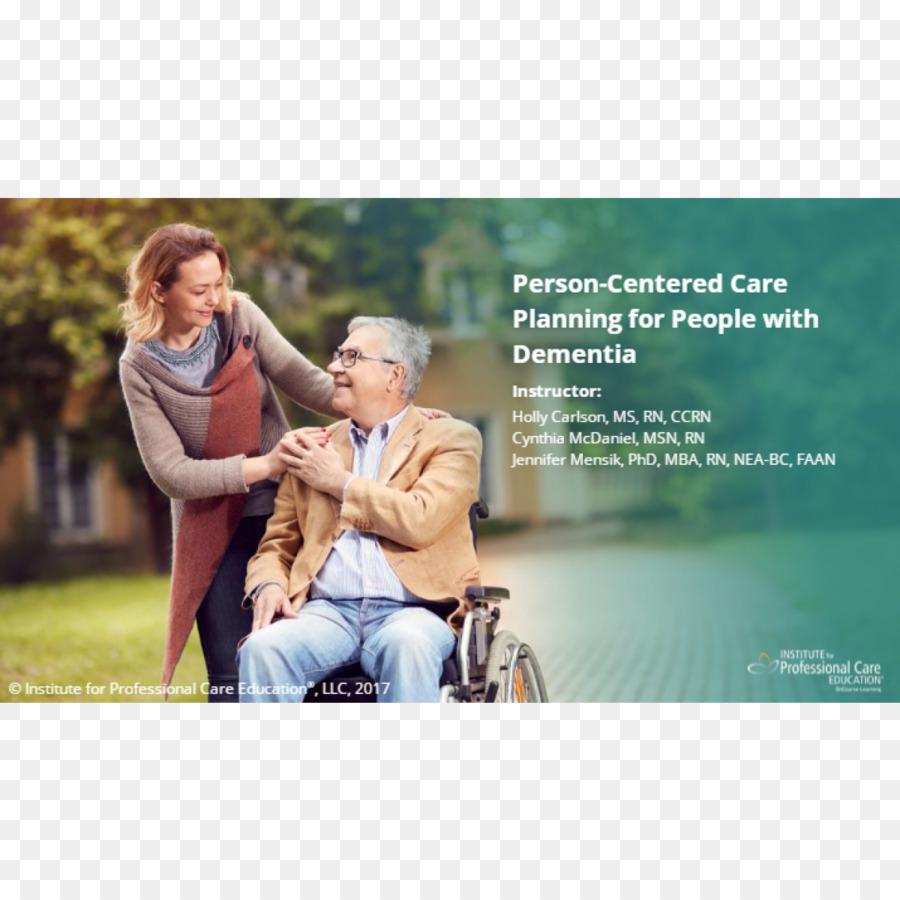 Person-Centered Care
Planning for People with
Dementia
Instructor:
Holly Carlson, MS, RN, CCRN
Cynthia McDaniel, MSN, RN
Jennifer Mensik, PhD, MBA, RN, NEA-BC, FAAN
INSTITUTE for
Professional Care
EDUCATION®
OnCourse Learning
© Institute for Professional Care Education®, LLC, 2017